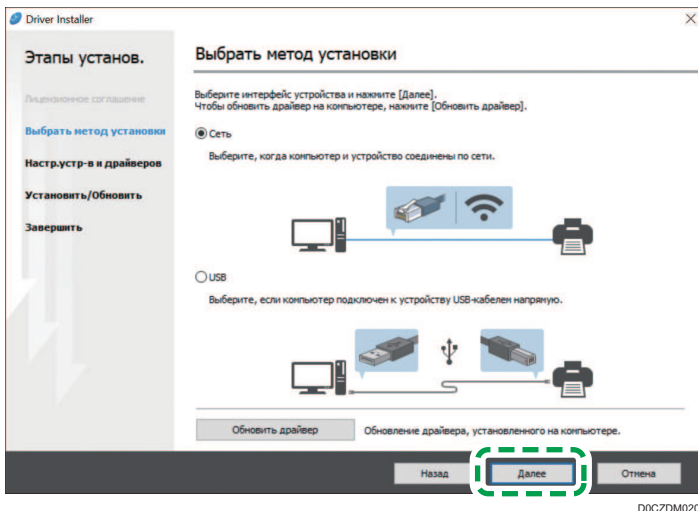 Driver Installer
Этапы установ.
Лицензионное соглашение
Выбрать метод установки
Настр.устр-в и драйверов
Установить/Обновить
Завершить
Выбрать метод установки
Выберите интерфейс устройства и нажмите [Далее].
Чтобы обновить драйвер на компьютере, нажмите [Обновить драйвер].
Сеть
Выберите, когда компьютер и устройство соединены по сети.
USB
Выберите, если компьютер подключен к устройству USB-кабелем напрямую.
Обновить драйвер
Обновление драйвера, установленного на компьютере.
Назад
Далее
Отмена
D0CZDM020